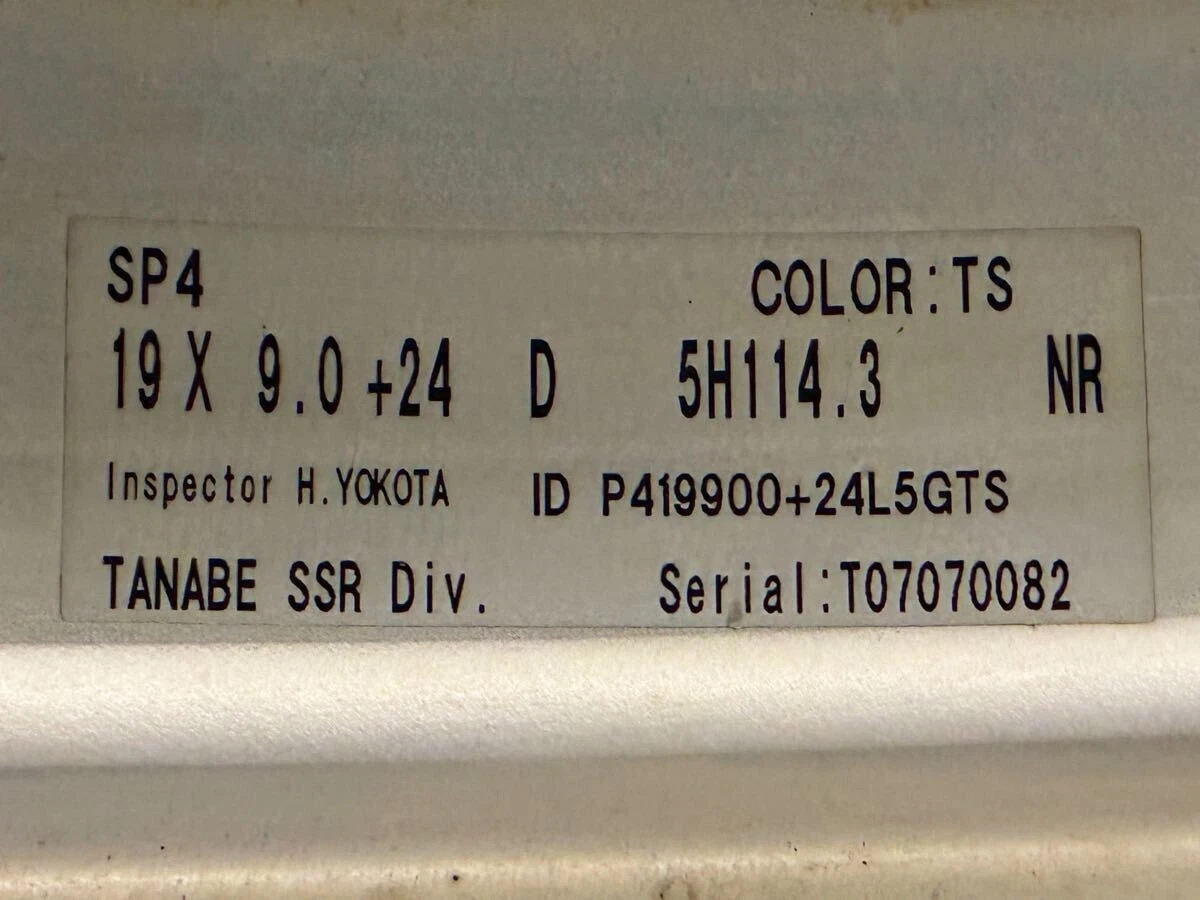 SP4 COLOR:TS
19 X 9.0 +24 D 5H114.3 NR
Inspector H.YOKOTA ID P419900+24L5GTS
TANABE SSR Div. Serial:T07070082